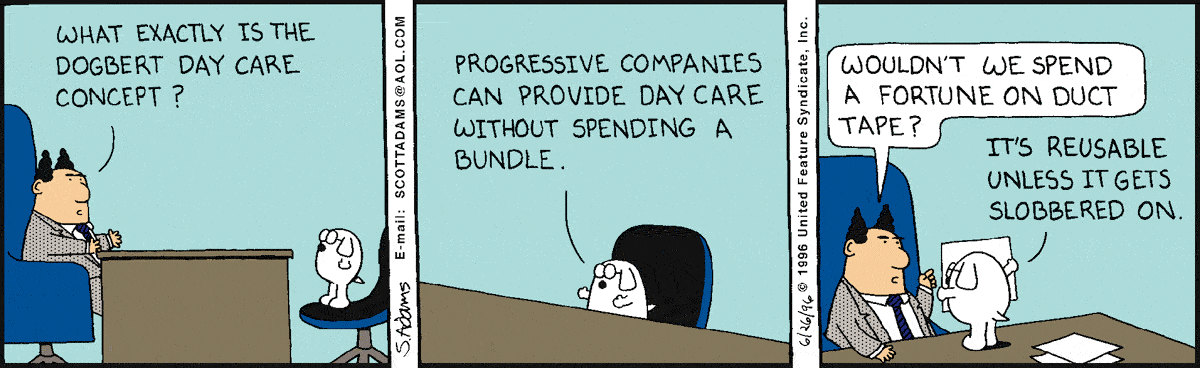 WHAT EXACTLY IS THE
DOGBERT DAY CARE
CONCEPT?
S.Adams
E-mail: SCOTTADAMS@AOL.COM
PROGRESSIVE COMPANIES
CAN PROVIDE DAY CARE
WITHOUT SPENDING A
BUNDLE.
6/26/96 © 1996 United Feature Syndicate, Inc.
WOULDN'T WE SPEND
A FORTUNE ON DUCT
TAPE?
IT'S REUSABLE
UNLESS IT GETS
SLOBBERED ON.